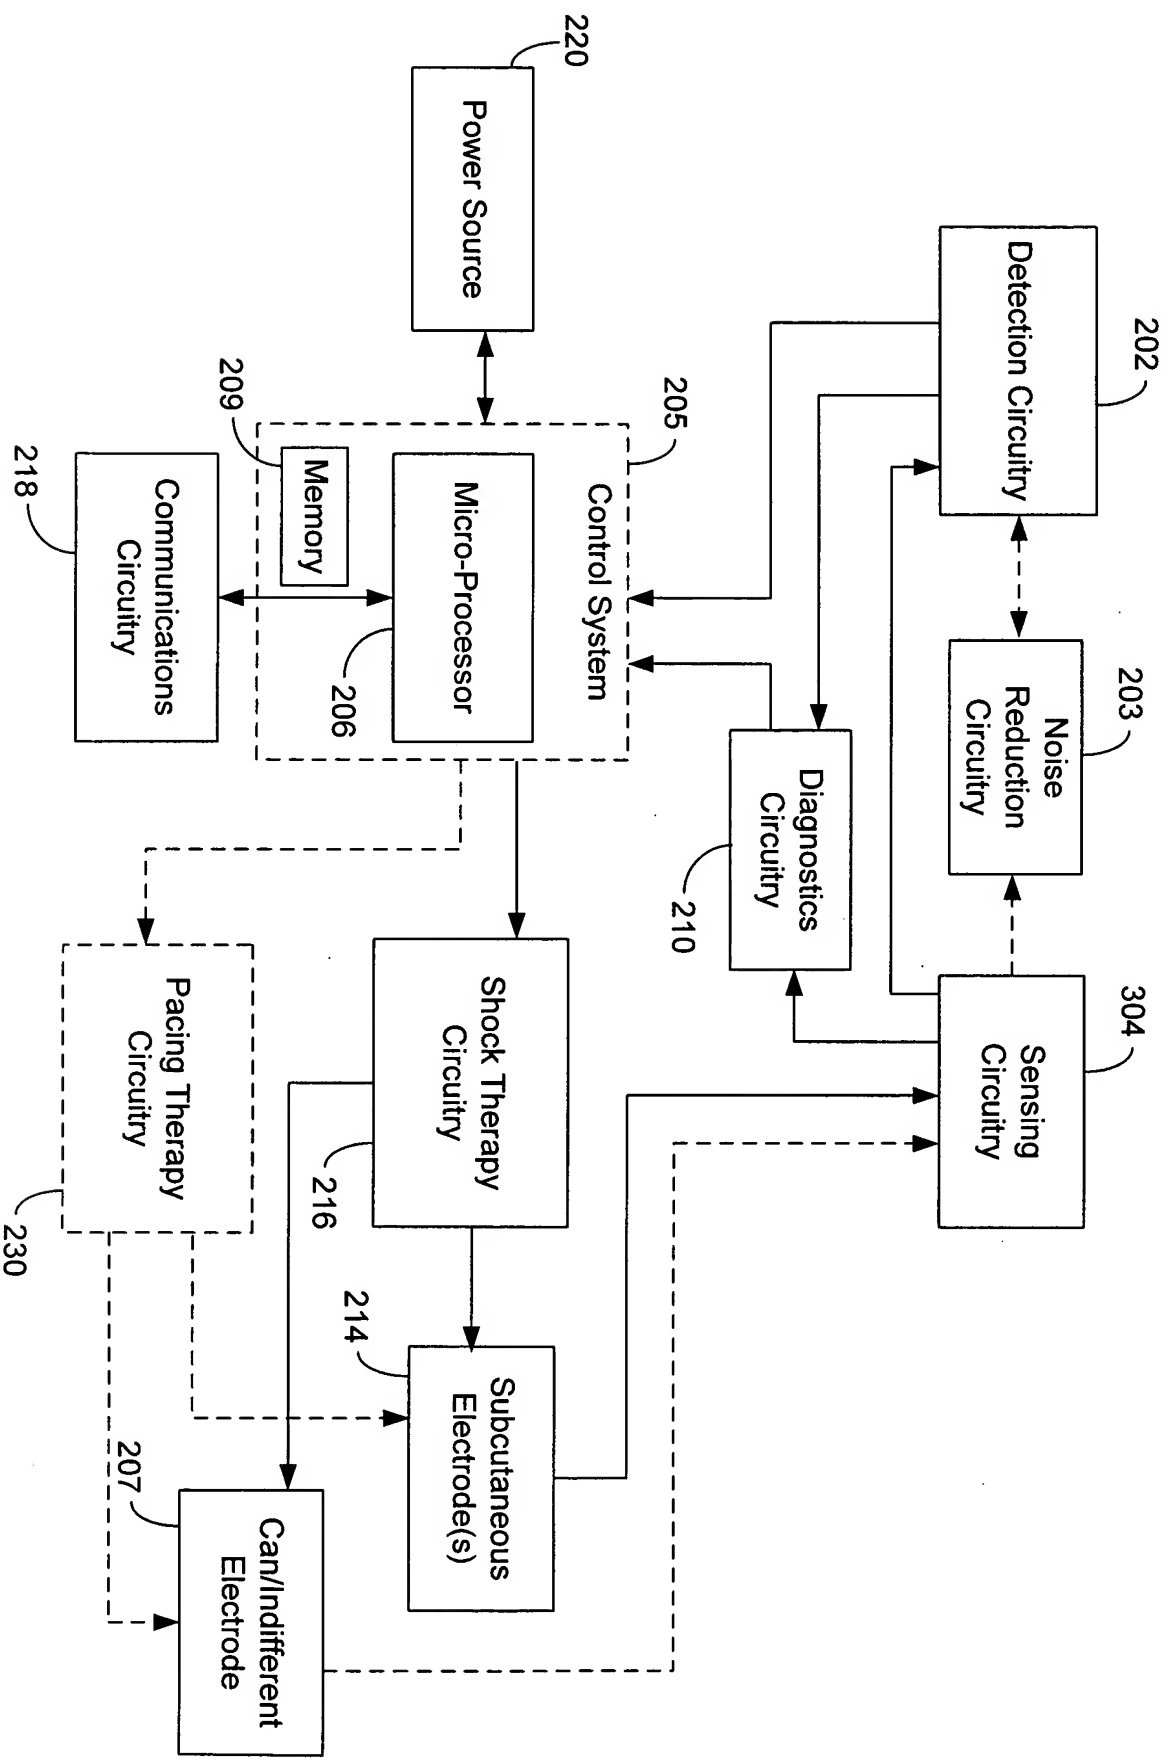 202
Detection Circuitry
203
Noise
Reduction
Circuitry
304
Sensing
Circuitry
Diagnostics
Circuitry
210
220
Power Source
205
Control System
Micro-Processor
206
209
Memory
218
Communications
Circuitry
Shock Therapy
Circuitry
216
214
Subcutaneous
Electrode(s)
Pacing Therapy
Circuitry
230
207
Can/Indifferent
Electrode